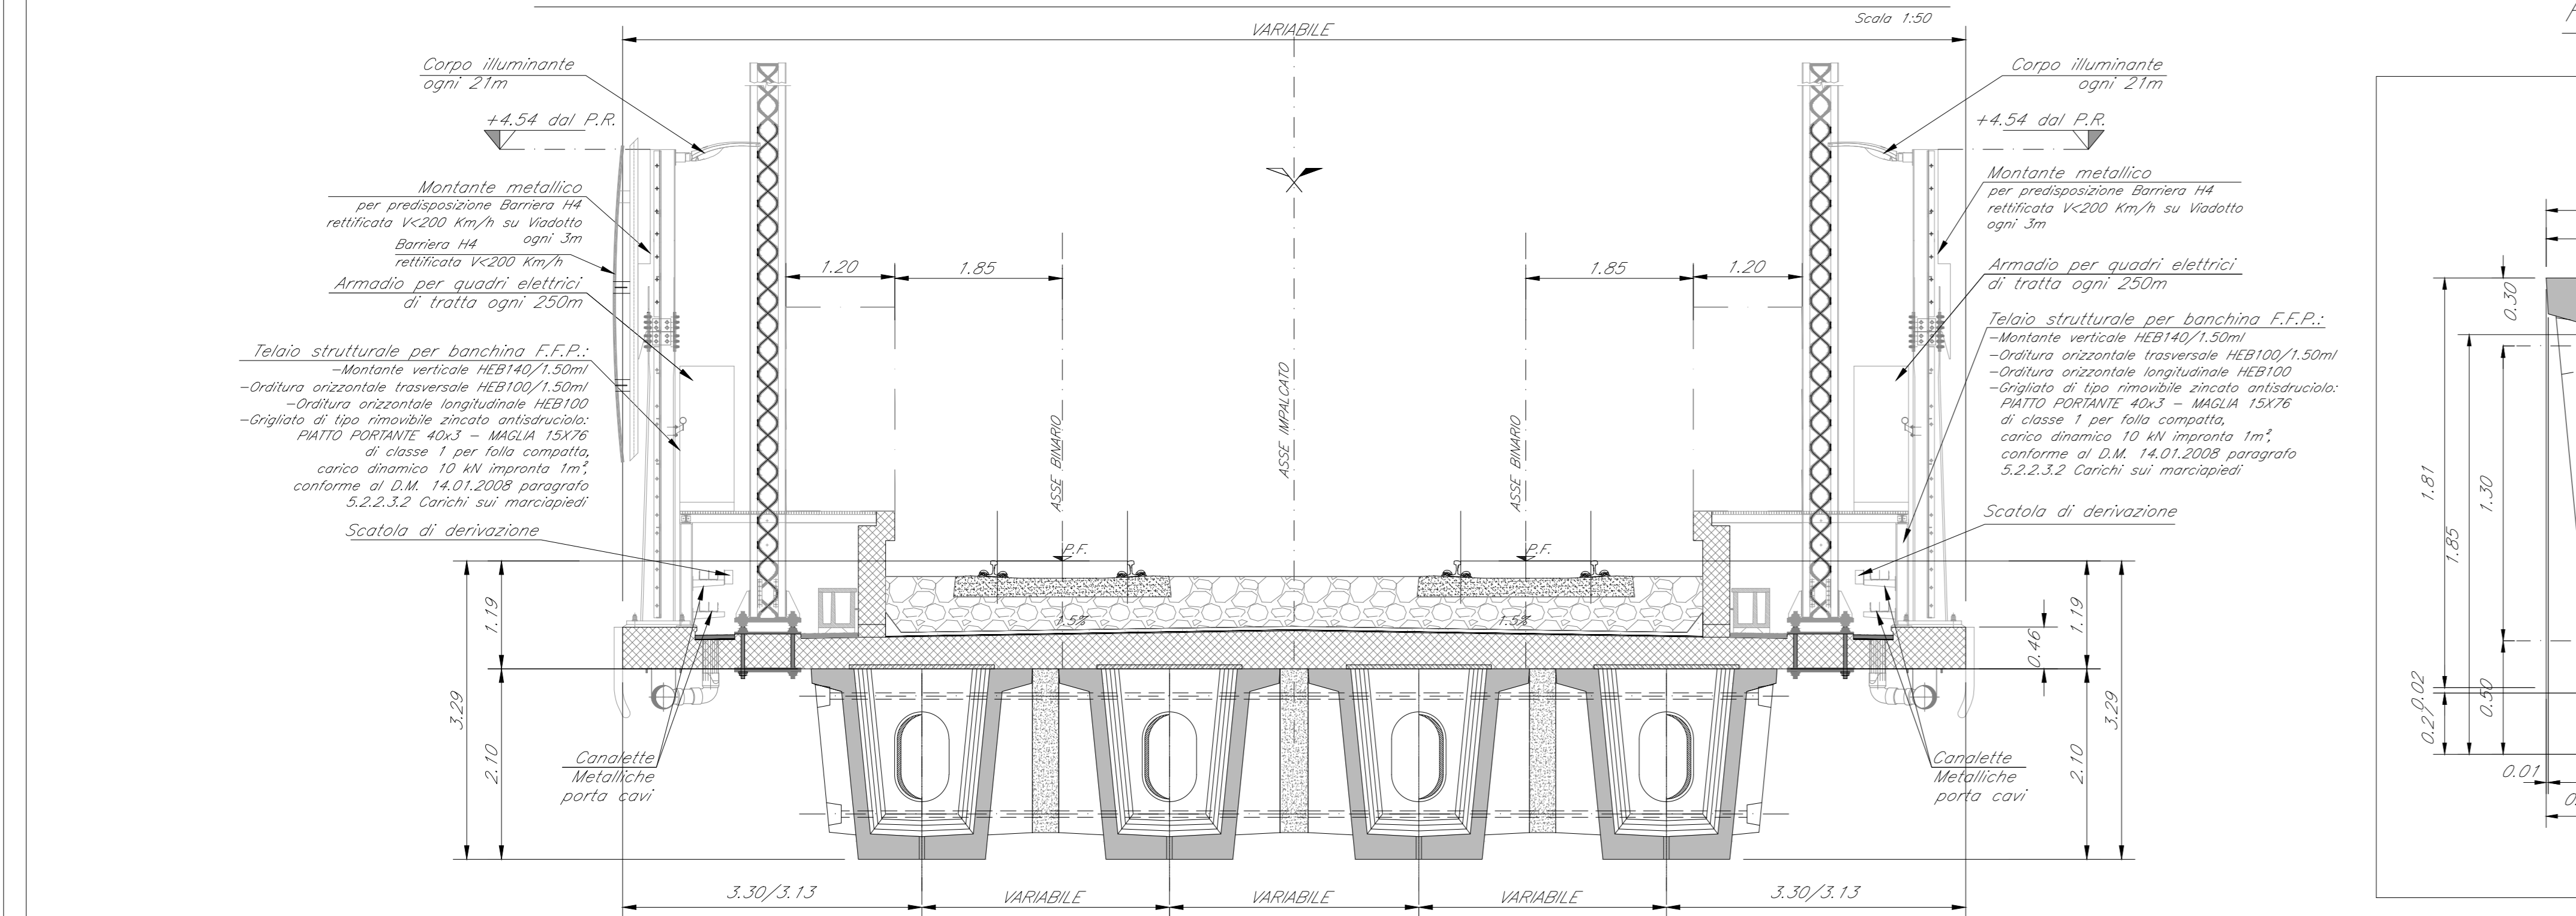 Scala 1:50
VARIABILE
Corpo illuminante
ogni 21m
+4.54 dal P.R.
Montante metallico
per predisposizione Barriera H4
rettificata V<200 Km/h su Viadotto
ogni 3m
Barriera H4
rettificata V<200 Km/h
Armadio per quadri elettrici
di tratta ogni 250m
Telaio strutturale per banchina F.F.P.:
-Montante verticale HEB140/1.50ml
-Orditura orizzontale trasversale HEB100/1.50ml
-Orditura orizzontale longitudinale HEB100
-Grigliato di tipo rimovibile zincato antisdruciolo:
PIATTO PORTANTE 40x3 - MAGLIA 15X76
di classe 1 per folla compatta,
carico dinamico 10 kN impronta 1m²,
conforme al D.M. 14.01.2008 paragrafo
5.2.2.3.2 Carichi sui marciapiedi
Scatola di derivazione
Canalette
Metalliche
porta cavi
1.20
1.85
1.85
1.20
ASSE BINARIO
ASSE IMPALCATO
ASSE BINARIO
P.F.
P.F.
1.5%
1.5%
3.29
1.19
2.10
Corpo illuminante
ogni 21m
+4.54 dal P.R.
Montante metallico
per predisposizione Barriera H4
rettificata V<200 Km/h su Viadotto
ogni 3m
Armadio per quadri elettrici
di tratta ogni 250m
Telaio strutturale per banchina F.F.P.:
-Montante verticale HEB140/1.50ml
-Orditura orizzontale trasversale HEB100/1.50ml
-Orditura orizzontale longitudinale HEB100
-Grigliato di tipo rimovibile zincato antisdruciolo:
PIATTO PORTANTE 40x3 - MAGLIA 15X76
di classe 1 per folla compatta,
carico dinamico 10 kN impronta 1m²,
conforme al D.M. 14.01.2008 paragrafo
5.2.2.3.2 Carichi sui marciapiedi
Scatola di derivazione
Canalette
Metalliche
porta cavi
0.46
1.19
2.10
3.29
3.30/3.13
VARIABILE
VARIABILE
VARIABILE
3.30/3.13
0.30
1.81
1.85
1.30
0.02
0.27
0.50
0.01